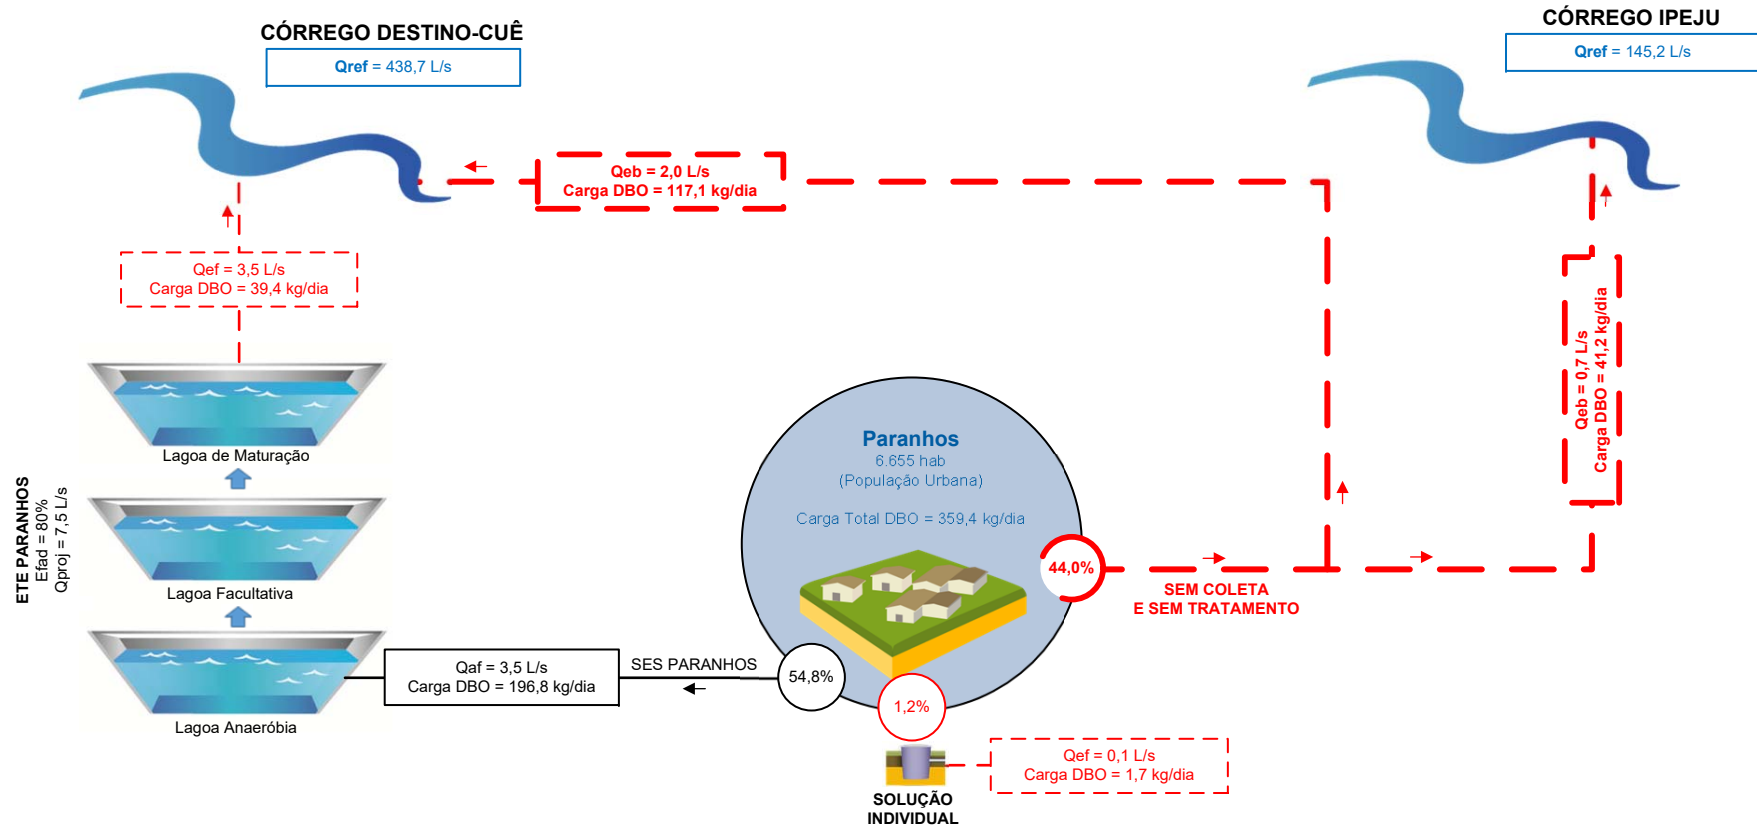 CÓRREGO DESTINO-CUÊ
Qref = 438,7 L/s
CÓRREGO IPEJU
Qref = 145,2 L/s
Qeb = 2,0 L/s
Carga DBO = 117,1 kg/dia
Qef = 3,5 L/s
Carga DBO = 39,4 kg/dia
Qeb = 0,7 L/s
Carga DBO = 41,2 kg/dia
Lagoa de Maturação
ETE PARANHOS
Efad = 80%
Qproj = 7,5 L/s
Lagoa Facultativa
Lagoa Anaeróbia
Qaf = 3,5 L/s
Carga DBO = 196,8 kg/dia
SES PARANHOS
Paranhos
6.655 hab
(População Urbana)
Carga Total DBO = 359,4 kg/dia
44,0%
SEM COLETA
E SEM TRATAMENTO
54,8%
1,2%
Qef = 0,1 L/s
Carga DBO = 1,7 kg/dia
SOLUÇÃO
INDIVIDUAL